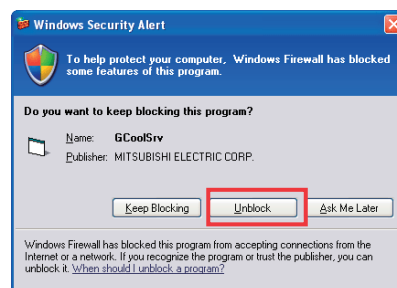 Windows Security Alert
To help protect your computer, Windows Firewall has blocked
some features of this program.
Do you want to keep blocking this program?
Name: GCoolSrv
Publisher: MITSUBISHI ELECTRIC CORP.
Keep Blocking Unblock Ask Me Later
Windows Firewall has blocked this program from accepting connections from the
Internet or a network. If you recognize the program or trust the publisher, you can
unblock it. When should I unblock a program?